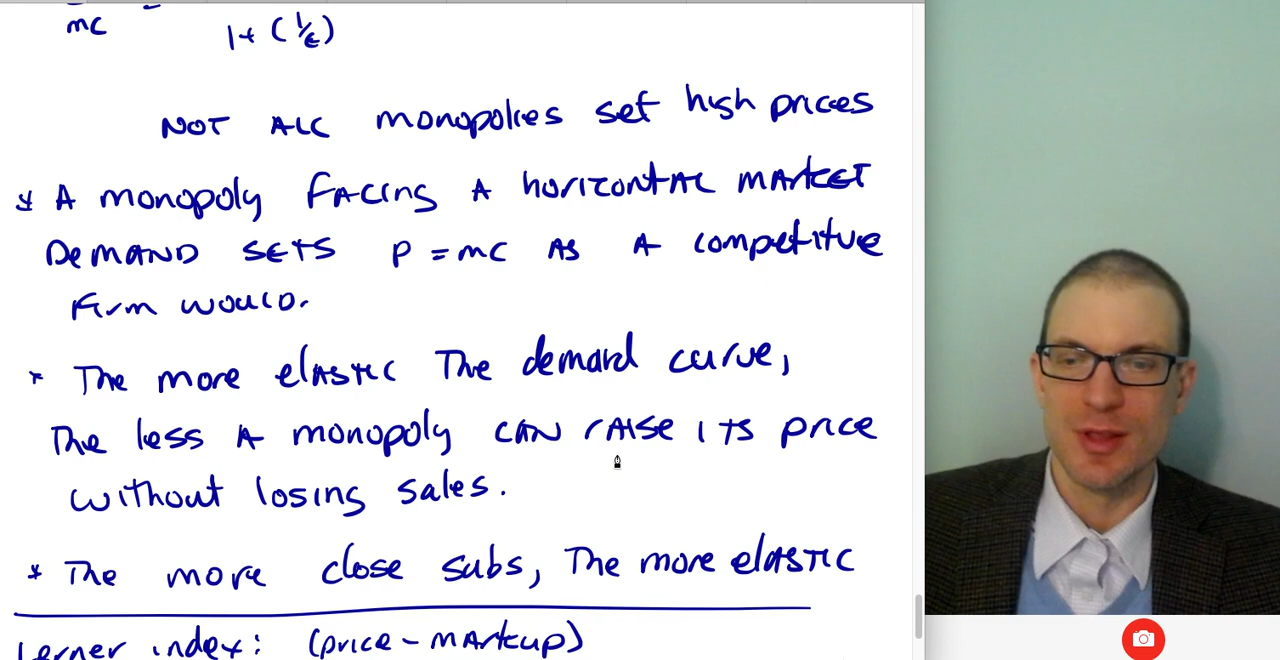 mc
1+ (1/ε)
NOT ALL monopolies set high prices
* A monopoly FACING A horizontAL mArket
DEMAND SETS P = MC AS A competitive
Firm would.
* The more elASTIC The demand curve,
The less A monopoly CAN rAISE ITS price
without losing sales.
* The more close subs, The more elASTIC
Lerner index: (price - mArkup)